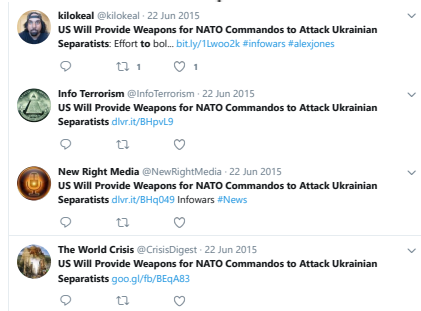 kilokeal @kilokeal · 22 Jun 2015
US Will Provide Weapons for NATO Commandos to Attack Ukrainian
Separatists: Effort to bol... bit.ly/1Lwoo2k #infowars #alexjones
1 1
Info Terrorism @InfoTerrorism · 22 Jun 2015
US Will Provide Weapons for NATO Commandos to Attack Ukrainian
Separatists dlvr.it/BHpvL9
New Right Media @NewRightMedia · 22 Jun 2015
US Will Provide Weapons for NATO Commandos to Attack Ukrainian
Separatists dlvr.it/BHq049 Infowars #News
The World Crisis @CrisisDigest · 22 Jun 2015
US Will Provide Weapons for NATO Commandos to Attack Ukrainian
Separatists goo.gl/fb/BEqA83